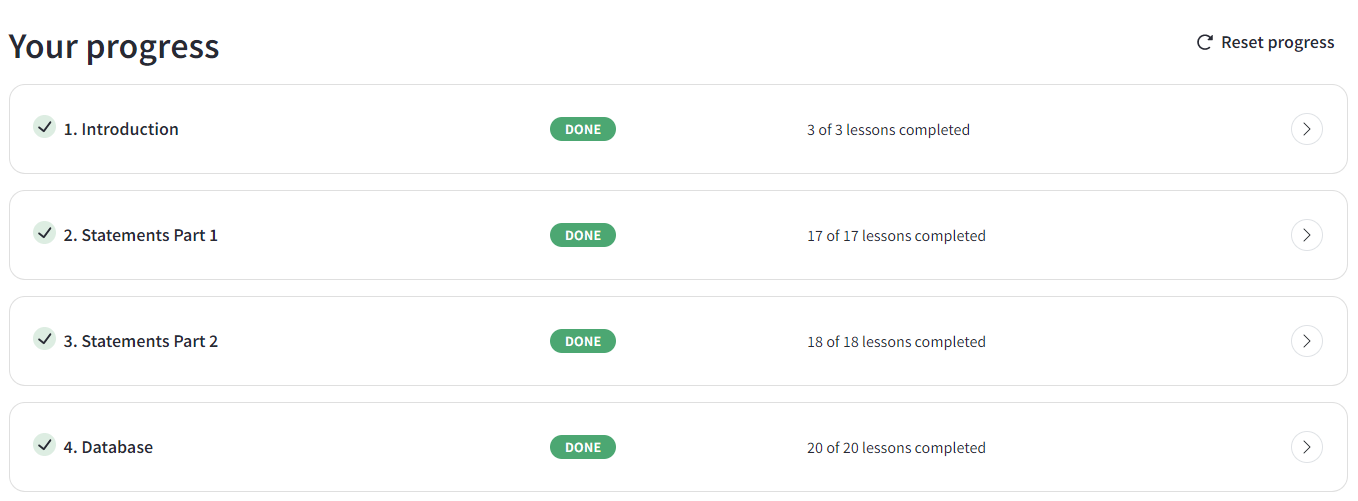 Your progress
Reset progress
1. Introduction
DONE
3 of 3 lessons completed
2. Statements Part 1
DONE
17 of 17 lessons completed
3. Statements Part 2
DONE
18 of 18 lessons completed
4. Database
DONE
20 of 20 lessons completed